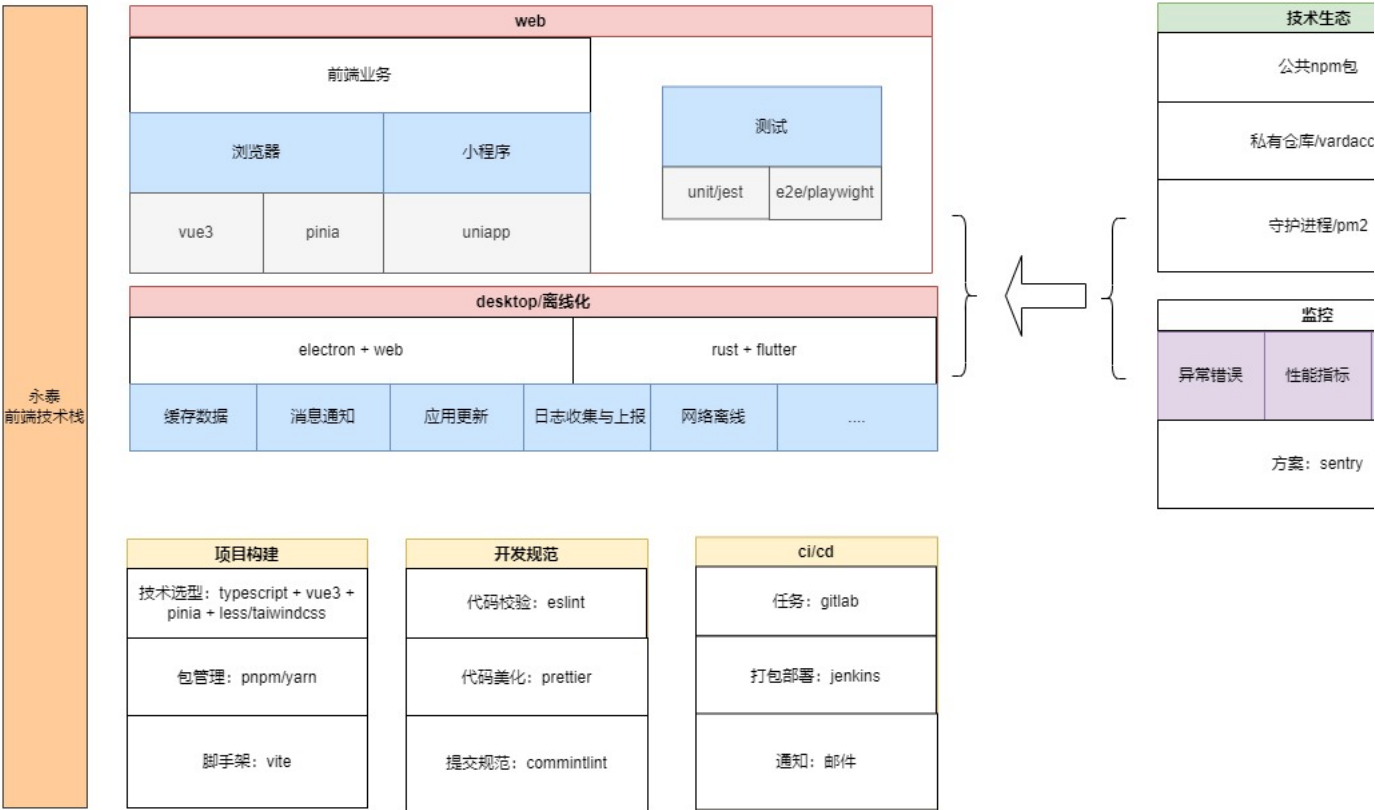 永泰
前端技术栈
web
前端业务
浏览器
小程序
vue3
pinia
uniapp
测试
unit/jest
e2e/playwight
desktop/离线化
electron + web
rust + flutter
缓存数据
消息通知
应用更新
日志收集与上报
网络离线
....
技术生态
公共npm包
私有仓库/vardacc
守护进程/pm2
监控
异常错误
性能指标
方案：sentry
项目构建
技术选型：typescript + vue3 +
pinia + less/taiwindcss
包管理：pnpm/yarn
脚手架：vite
开发规范
代码校验：eslint
代码美化：prettier
提交规范：commintlint
ci/cd
任务：gitlab
打包部署：jenkins
通知：邮件